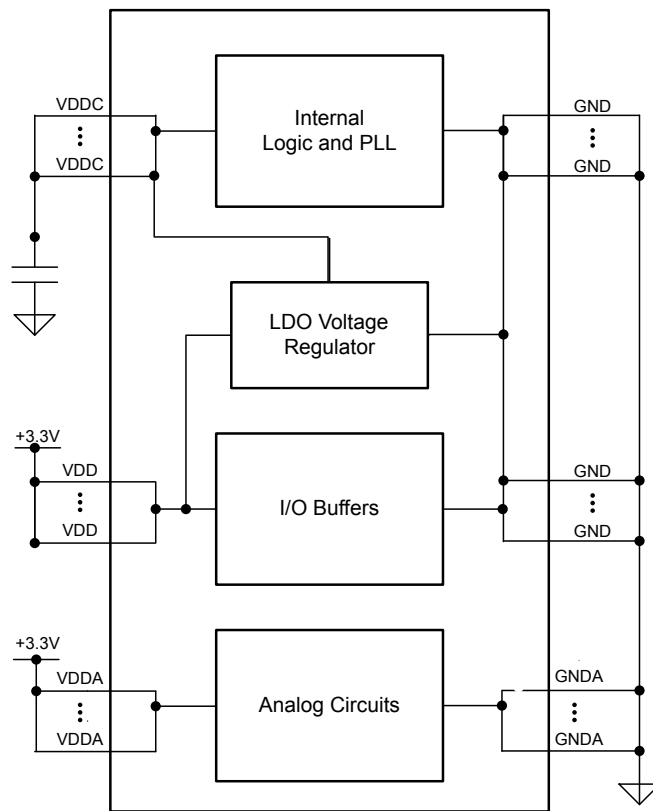 VDDC
VDDC
Internal
Logic and PLL
GND
GND
LDO Voltage
Regulator
+3.3V
VDD
VDD
I/O Buffers
GND
GND
+3.3V
VDDA
VDDA
Analog Circuits
GNDA
GNDA